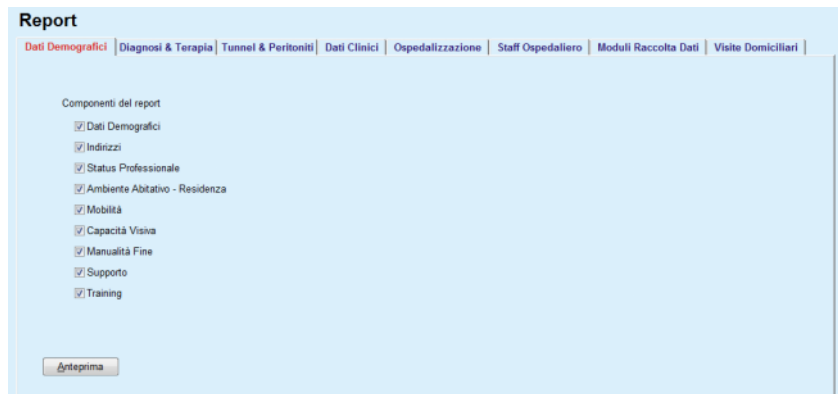 Report
Dati Demografici Diagnosi & Terapia Tunnel & Peritoniti Dati Clinici Ospedalizzazione Staff Ospedaliero Moduli Raccolta Dati Visite Domiciliari
Componenti del report
Dati Demografici
Indirizzi
Status Professionale
Ambiente Abitativo - Residenza
Mobilità
Capacità Visiva
Manualità Fine
Supporto
Training
Anteprima